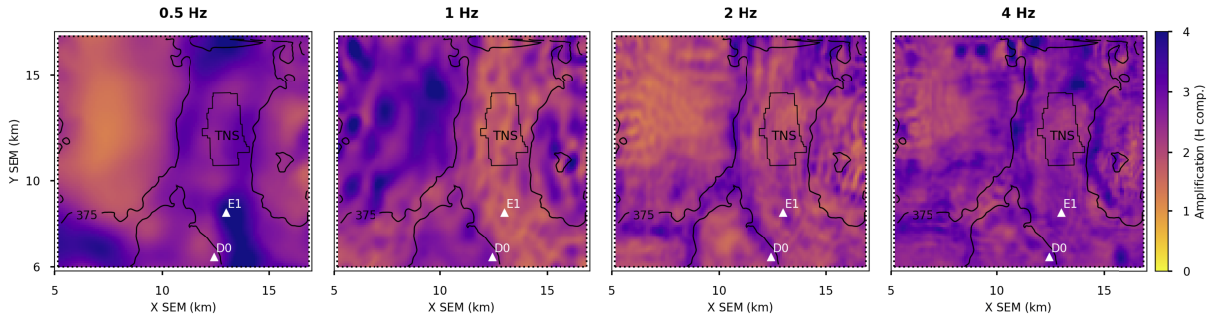 0.5 Hz
1 Hz
2 Hz
4 Hz
Y SEM (km)
15
10
6
TNS
E1
375
D0
5
10
15
X SEM (km)
TNS
E1
375
D0
5
10
15
X SEM (km)
TNS
E1
375
D0
5
10
15
X SEM (km)
TNS
E1
375
D0
5
10
15
X SEM (km)
4
3
2
1
0
Amplification (H comp.)